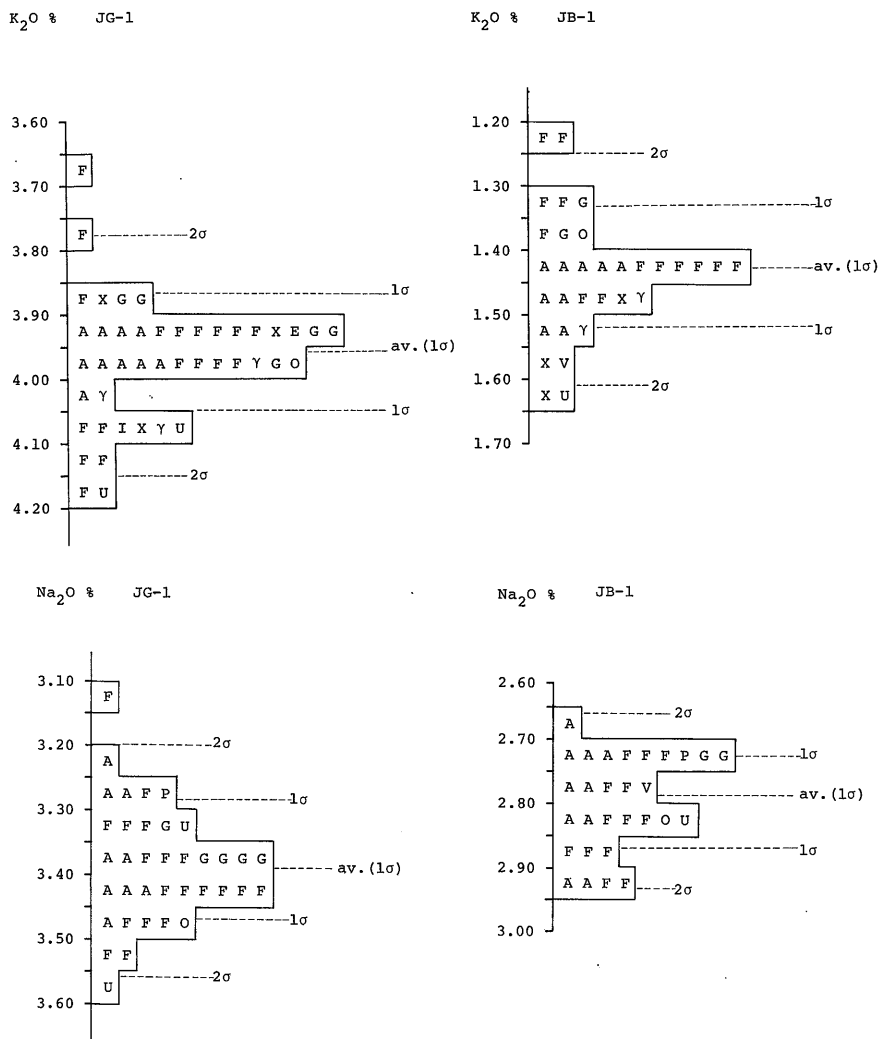 K₂O %    JG-1
3.60
F
3.70
F ---------- 2σ
3.80
---------- 1σ
F X G G
3.90
A A A A F F F F F F X E G G
---------- av.(1σ)
A A A A A F F F F γ G O
4.00
A γ
---------- 1σ
F F I X γ U
4.10
F F
---------- 2σ
F U
4.20
K₂O %    JB-1
1.20
F F
---------- 2σ
1.30
F F G ---------- 1σ
F G O
1.40
A A A A A F F F F F F ---------- av.(1σ)
A A F F X γ
1.50
A A γ ---------- 1σ
X V
1.60
---------- 2σ
X U
1.70
Na₂O %    JG-1
3.10
F
3.20 ---------- 2σ
A
A A F P ---------- 1σ
3.30
F F F G U
A A F F F G G G G
---------- av.(1σ)
3.40
A A A F F F F F F
A F F F O ---------- 1σ
3.50
F F
---------- 2σ
U
3.60
Na₂O %    JB-1
2.60
---------- 2σ
A
2.70
A A A F F F P G G ---------- 1σ
A A F F V ---------- av.(1σ)
2.80
A A F F F O U
F F F ---------- 1σ
2.90
A A F F ---------- 2σ
3.00